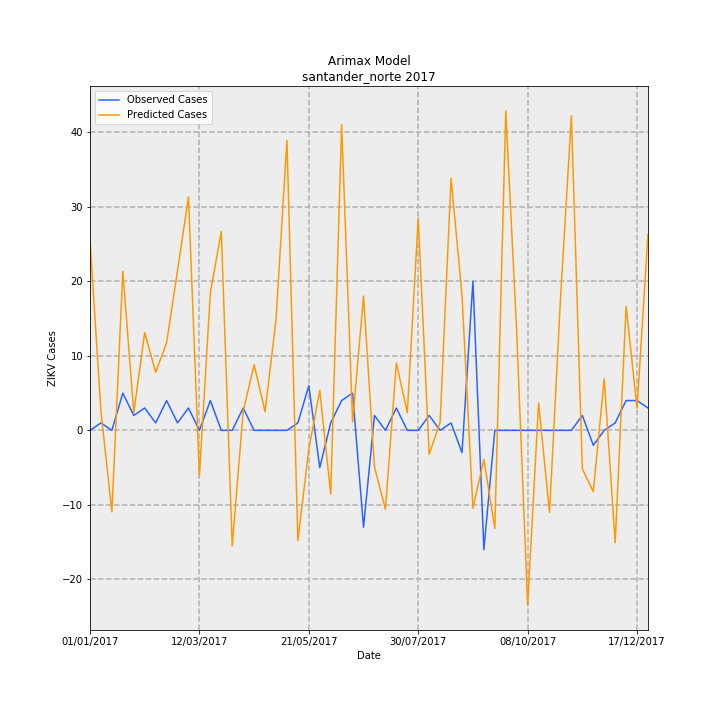 Arimax Model
santander_norte 2017
Observed Cases
Predicted Cases
ZIKV Cases
40
30
20
10
0
−10
−20
01/01/2017 12/03/2017 21/05/2017 30/07/2017 08/10/2017 17/12/2017
Date